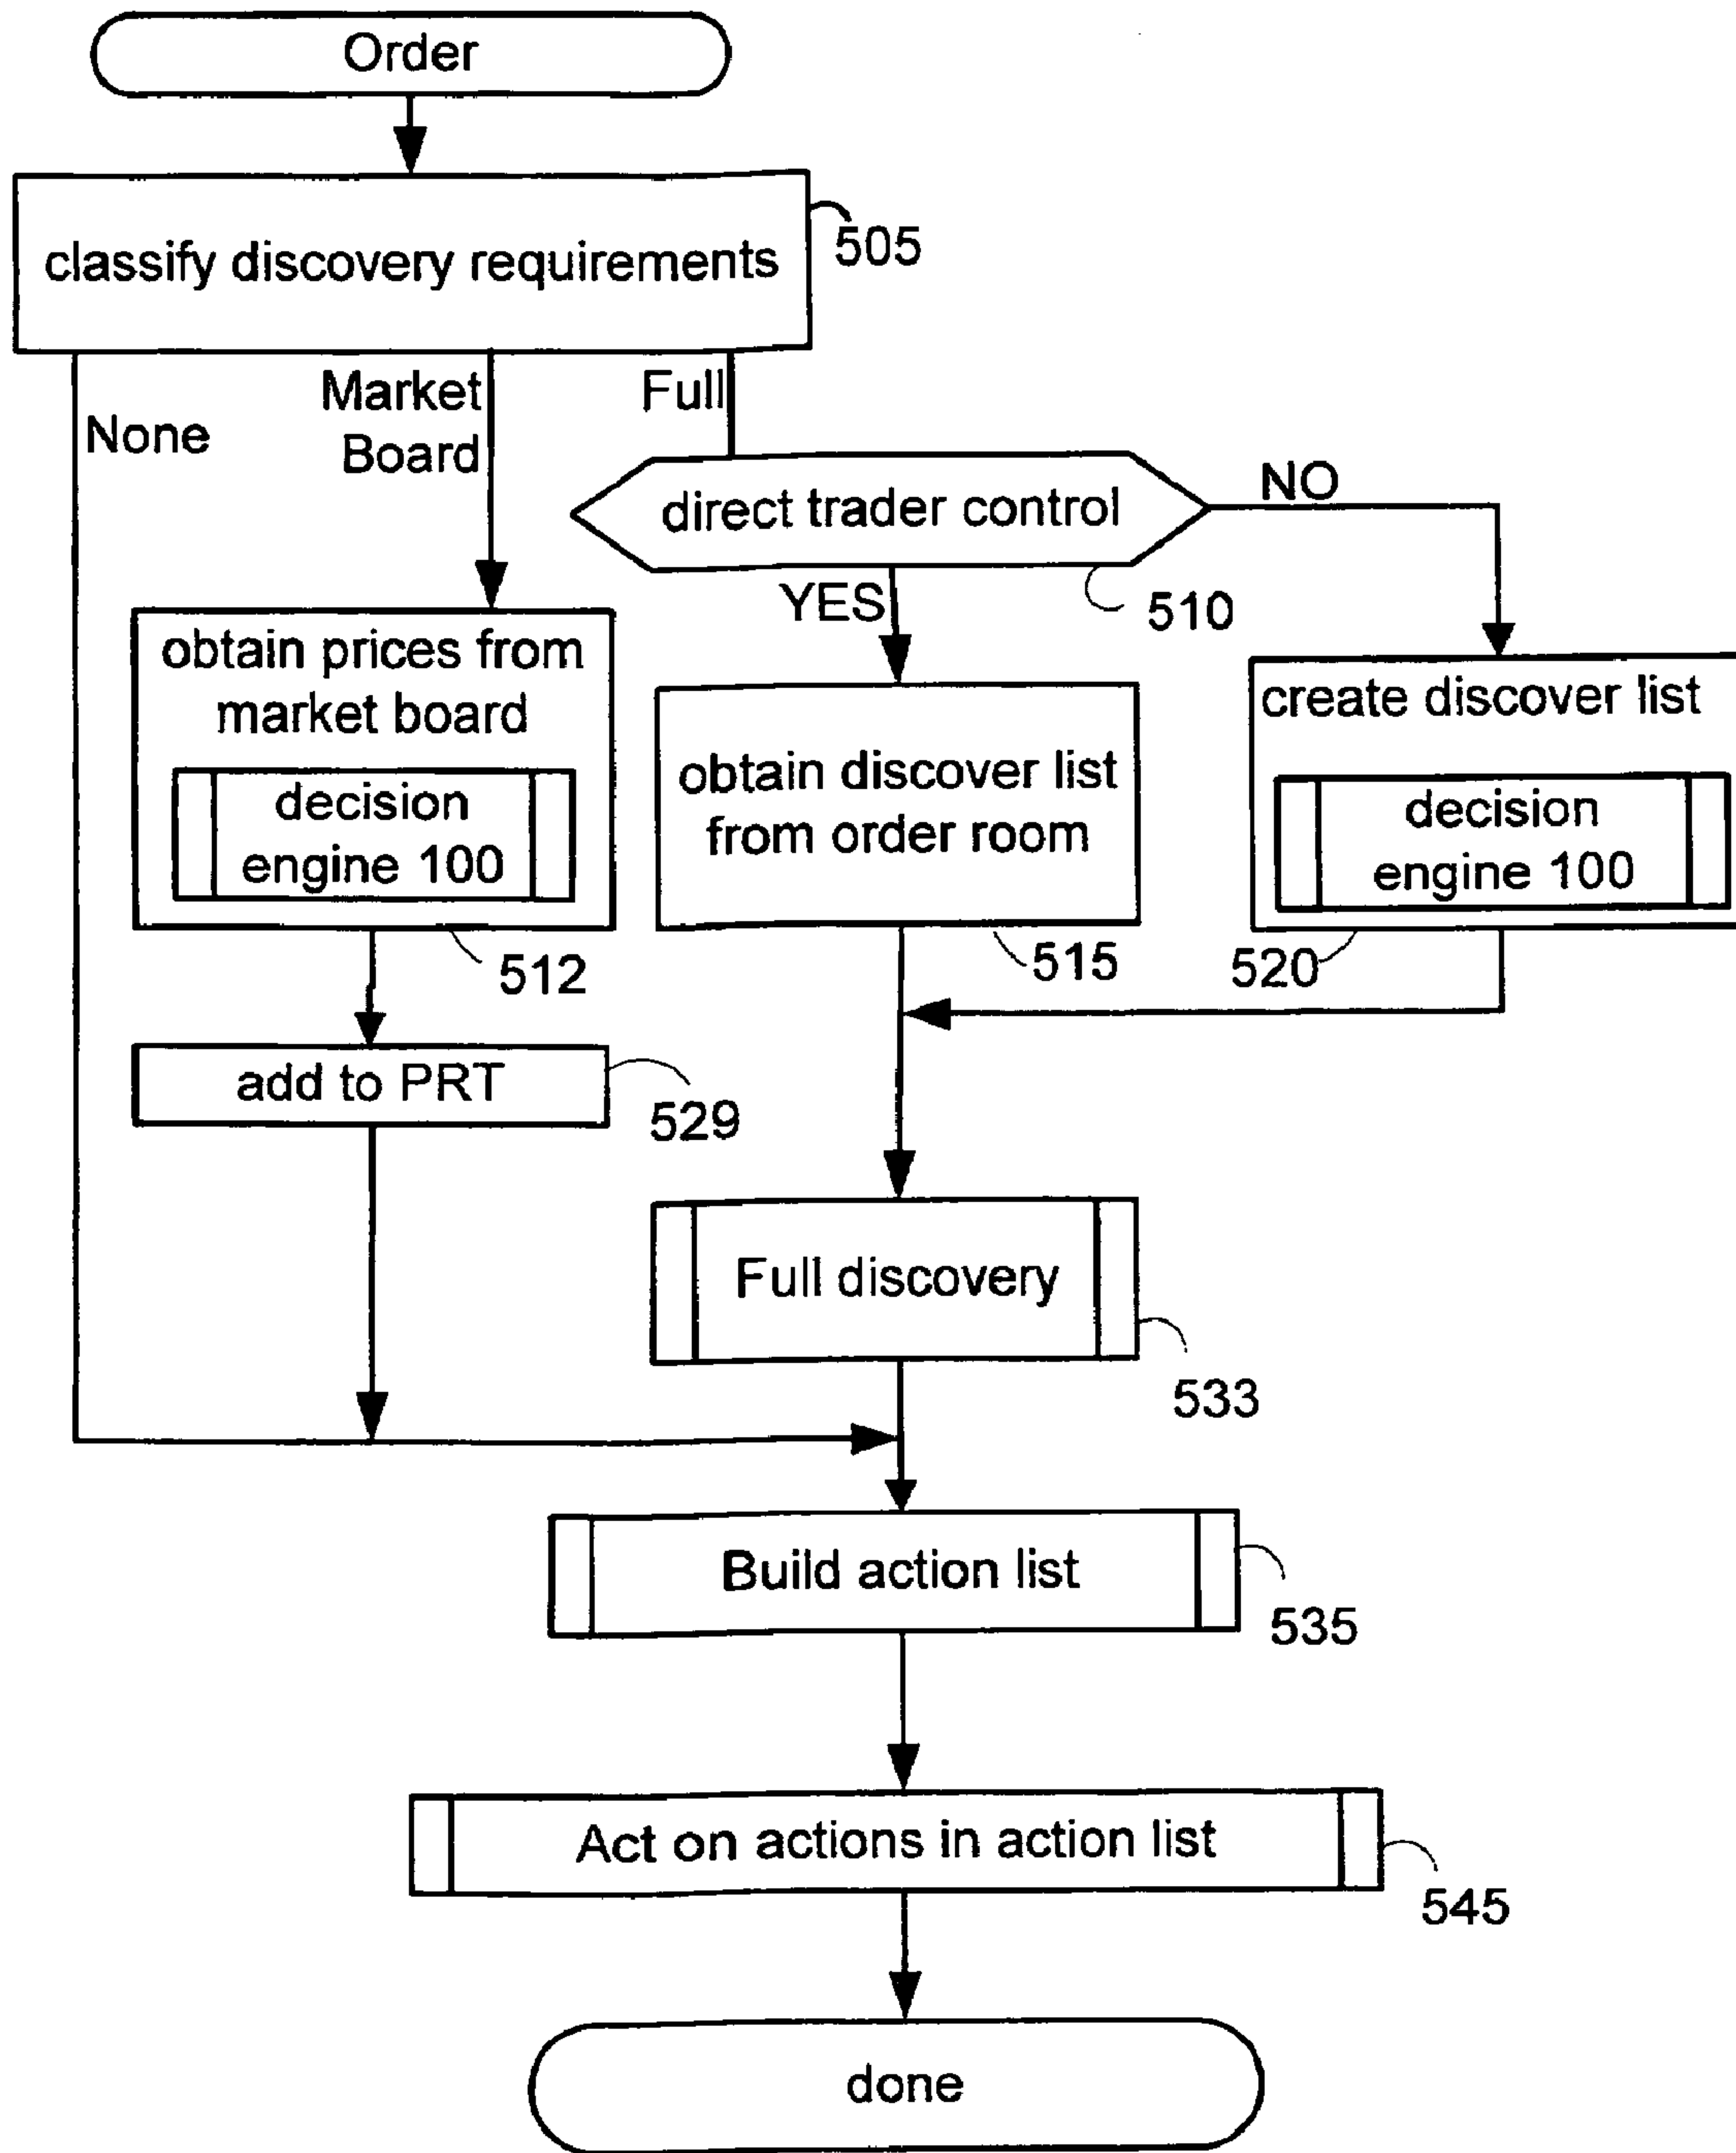 Order
classify discovery requirements
505
None
Market
Board
Full
direct trader control
NO
YES
510
obtain prices from
market board
decision
engine 100
512
obtain discover list
from order room
515
create discover list
decision
engine 100
520
add to PRT
529
Full discovery
533
Build action list
535
Act on actions in action list
545
done